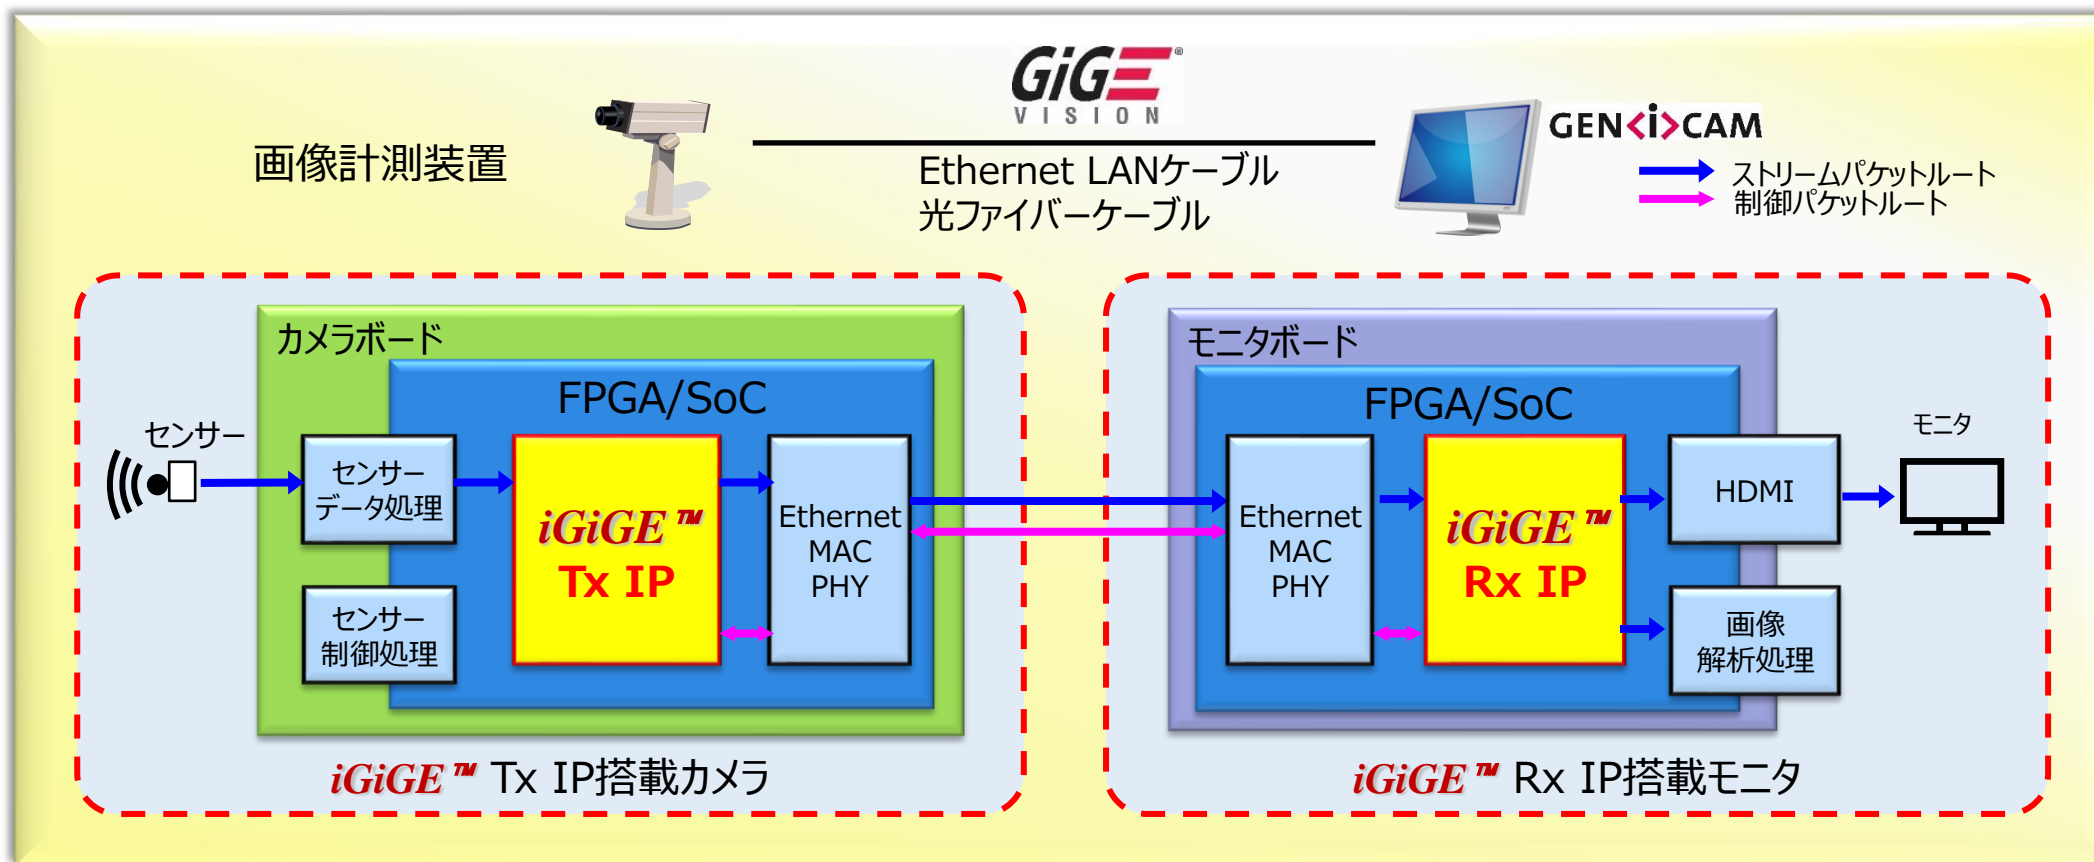 GiGE®
VISION
画像計測装置
Ethernet LANケーブル
光ファイバーケーブル
GEN<i>CAM
ストリームパケットルート
制御パケットルート
カメラボード
FPGA/SoC
センサー
センサー
データ処理
センサー
制御処理
iGiGE™
Tx IP
Ethernet
MAC
PHY
iGiGE™ Tx IP搭載カメラ
モニタボード
FPGA/SoC
Ethernet
MAC
PHY
iGiGE™
Rx IP
HDMI
画像
解析処理
モニタ
iGiGE™ Rx IP搭載モニタ